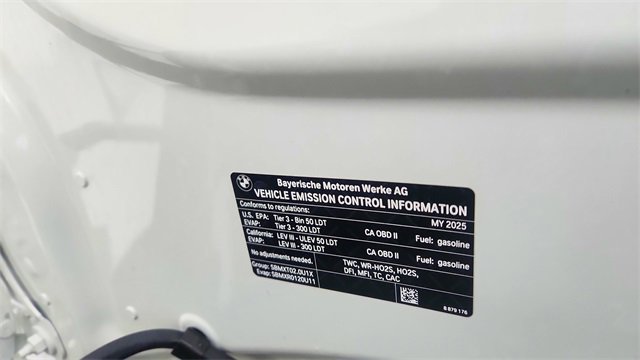 Bayerische Motoren Werke AG
VEHICLE EMISSION CONTROL INFORMATION
Conforms to regulations: MY 2025
U.S. EPA: Tier 3 - Bin 50 LDT CA OBD II Fuel: gasoline
EVAP: Tier 3 - 300 LDT
California: LEV III - ULEV 50 LDT CA OBD II Fuel: gasoline
EVAP: LEV III - 300 LDT
No adjustments needed. TWC, WR-HO2S, HO2S,
Group: SBMXT02.0U1X DFI, MFI, TC, CAC
Evap: SBMXR0120U11
8 879 176